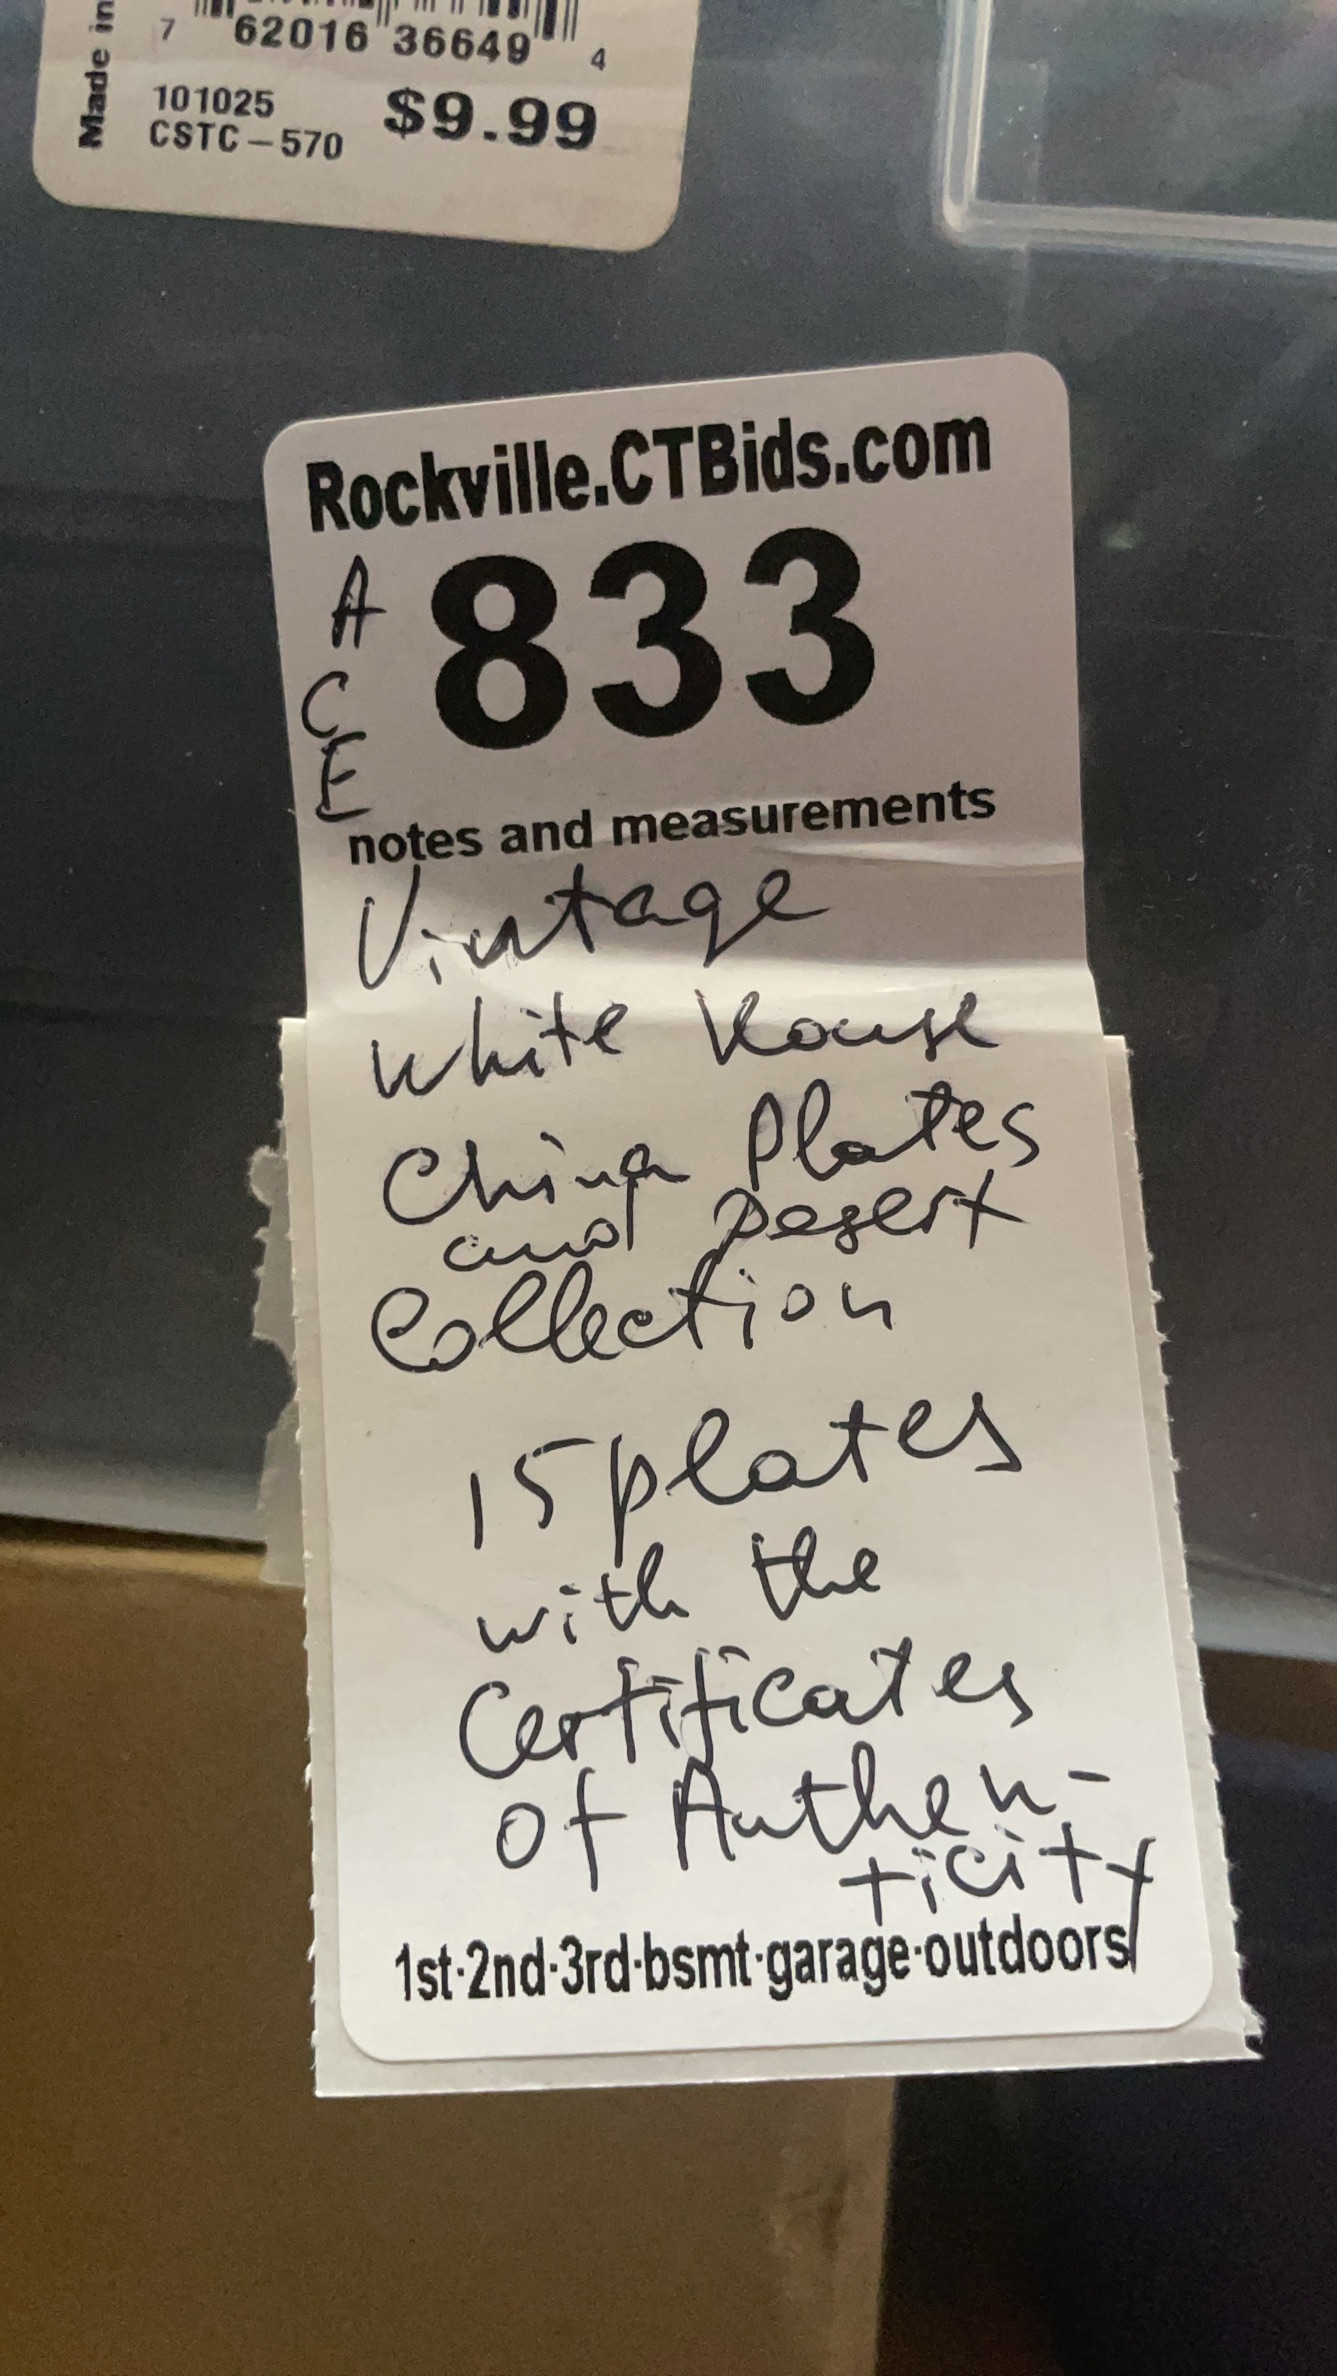 Made in
7 62016 36649 4
101025
CSTC-570
$9.99
Rockville.CTBids.com
A
C
E
833
notes and measurements
Vintage
White House
China Plates
and Desert
Collection
15 plates
with the
Certificates
of Authen-
ticity
1st·2nd·3rd·bsmt·garage·outdoors